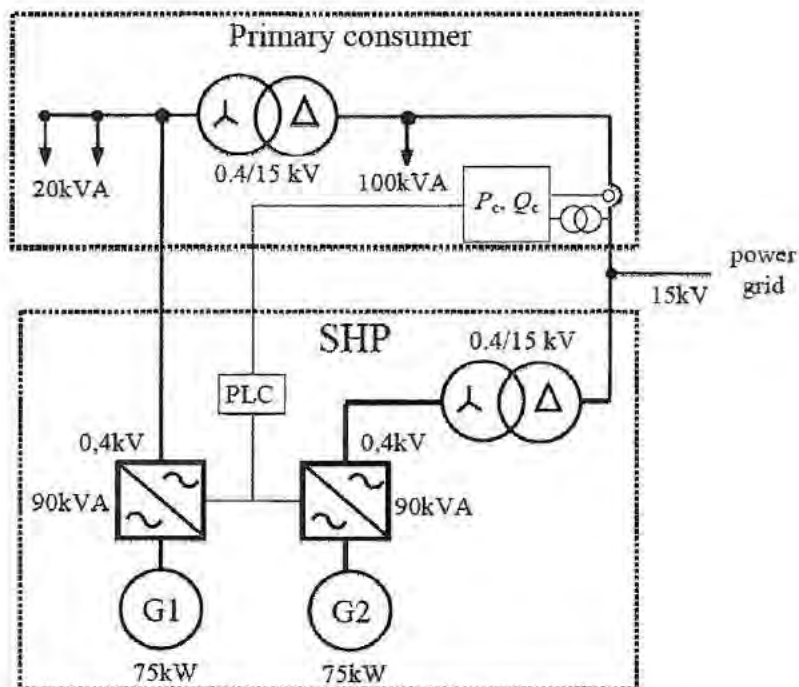 Primary consumer
0.4/15 kV
20kVA
100kVA
Pc, Qc
power
grid
15kV
SHP
0.4/15 kV
PLC
0,4kV
0,4kV
90kVA
90kVA
G1
G2
75kW
75kW